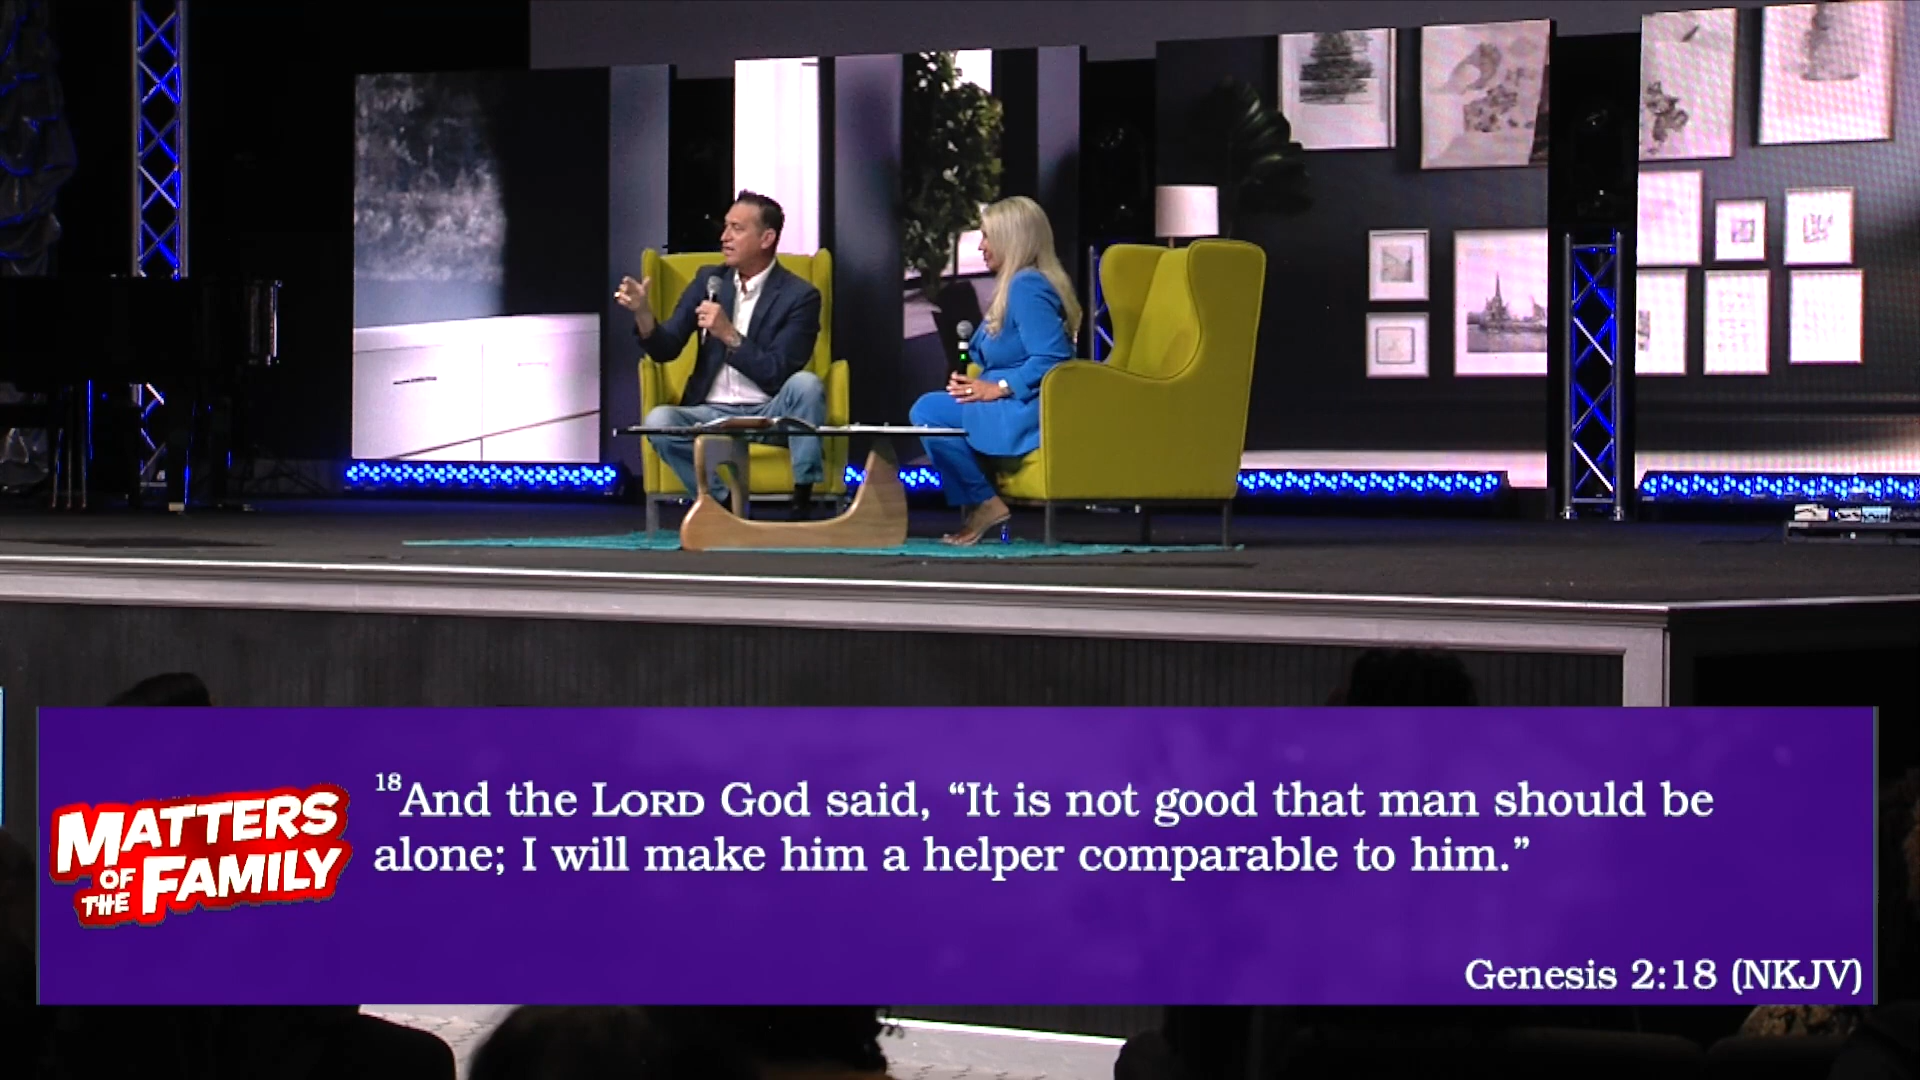 MATTERS
OF
THE FAMILY
18And the LORD God said, “It is not good that man should be
alone; I will make him a helper comparable to him.”
Genesis 2:18 (NKJV)